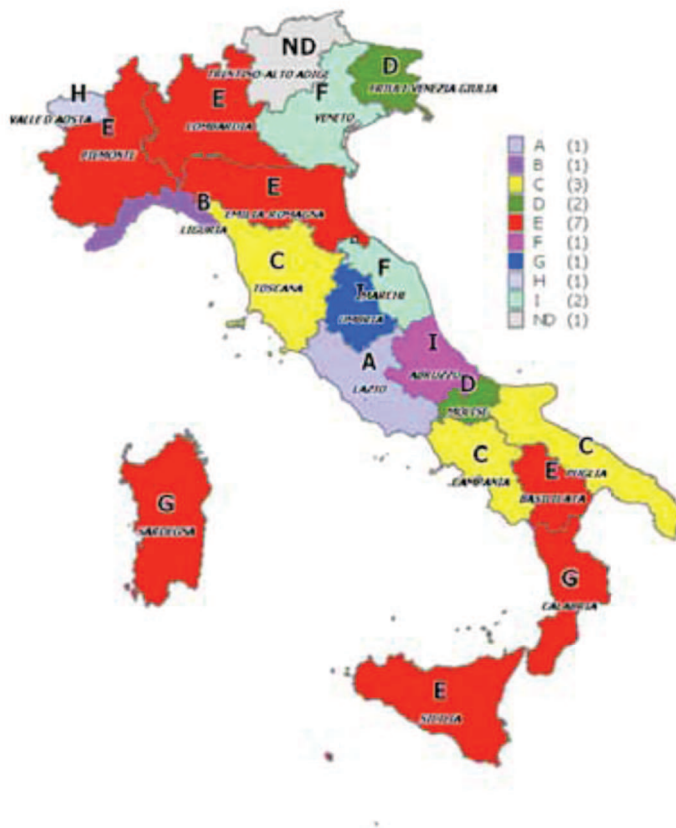 ND
TRENTINO-ALTO ADIGE
D
FRIULI VENEZIA GIULIA
H
VALLE D'AOSTA
E
PIEMONTE
E
LOMBARDIA
F
VENETO
B
LIGURIA
E
EMILIA-ROMAGNA
C
TOSCANA
F
MARCHE
I
UMBRIA
A
LAZIO
I
ABRUZZO
D
MOLISE
C
CAMPANIA
C
PUGLIA
E
BASILICATA
G
SARDEGNA
G
CALABRIA
E
SICILIA
A (1)
B (1)
C (3)
D (2)
E (7)
F (1)
G (1)
H (1)
I (2)
ND (1)